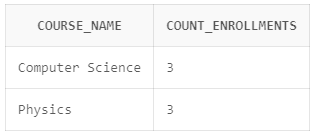 COURSE_NAME COUNT_ENROLLMENTS
Computer Science 3
Physics 3